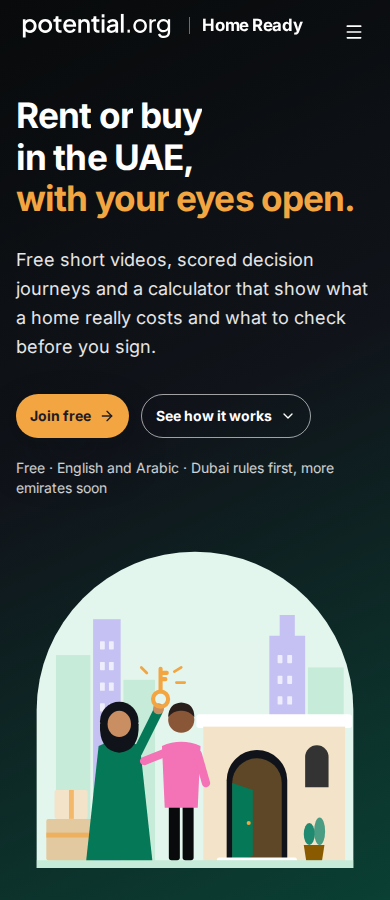 potential.org | Home Ready
Rent or buy
in the UAE,
with your eyes open.
Free short videos, scored decision
journeys and a calculator that show what
a home really costs and what to check
before you sign.
Join free → See how it works
Free · English and Arabic · Dubai rules first, more
emirates soon